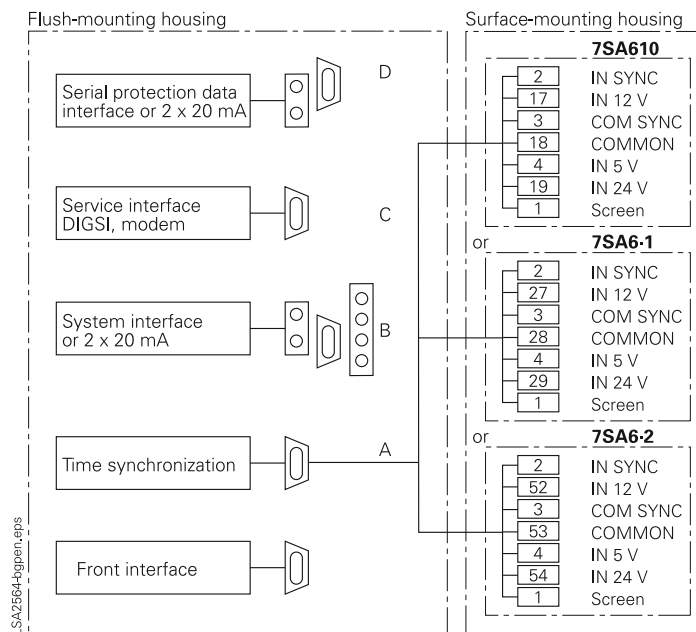 Flush-mounting housing
Serial protection data
interface or 2 x 20 mA
D
Service interface
DIGSI, modem
C
System interface
or 2 x 20 mA
B
Time synchronization
A
Front interface
LSA2564-bgpen.eps
Surface-mounting housing
7SA610
2 IN SYNC
17 IN 12 V
3 COM SYNC
18 COMMON
4 IN 5 V
19 IN 24 V
1 Screen
or 7SA6·1
2 IN SYNC
27 IN 12 V
3 COM SYNC
28 COMMON
4 IN 5 V
29 IN 24 V
1 Screen
or 7SA6·2
2 IN SYNC
52 IN 12 V
3 COM SYNC
53 COMMON
4 IN 5 V
54 IN 24 V
1 Screen